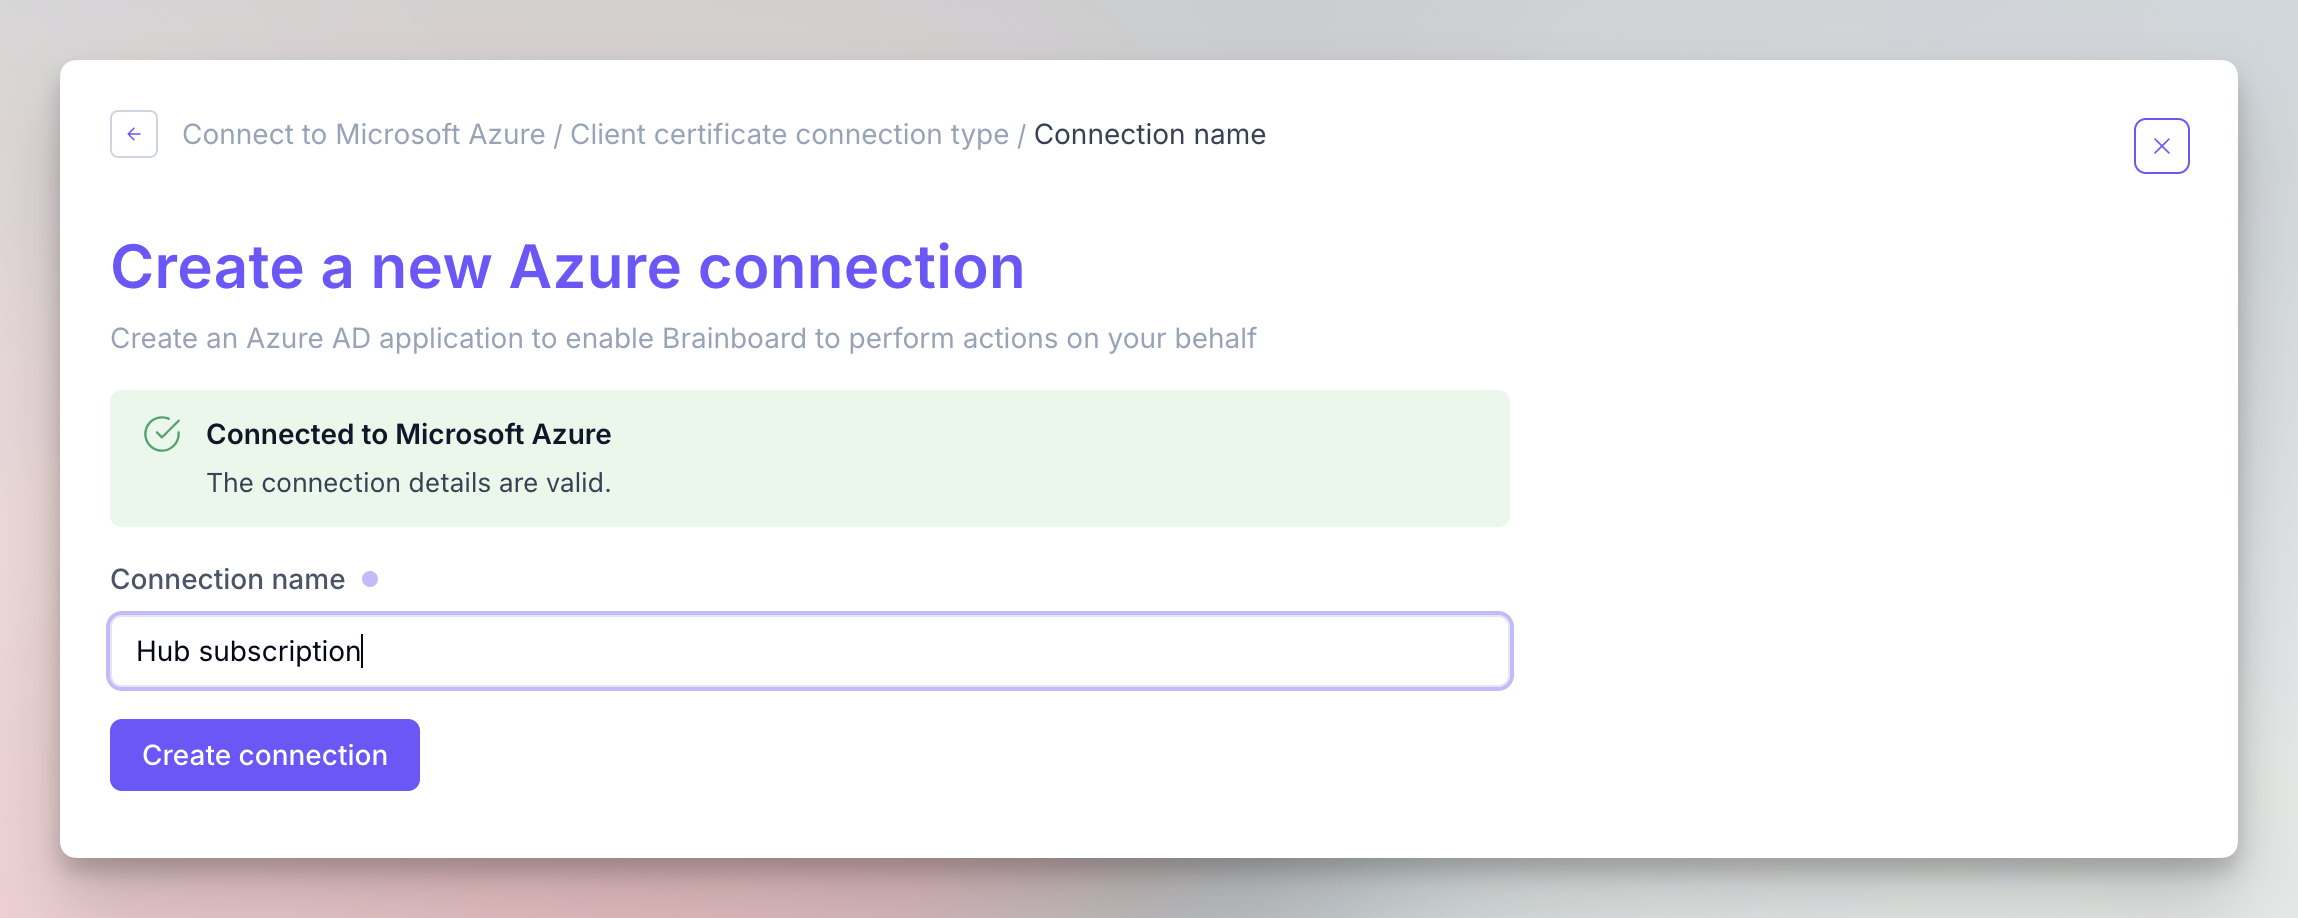 Connect to Microsoft Azure / Client certificate connection type / Connection name
Create a new Azure connection
Create an Azure AD application to enable Brainboard to perform actions on your behalf
Connected to Microsoft Azure
The connection details are valid.
Connection name
Hub subscription
Create connection